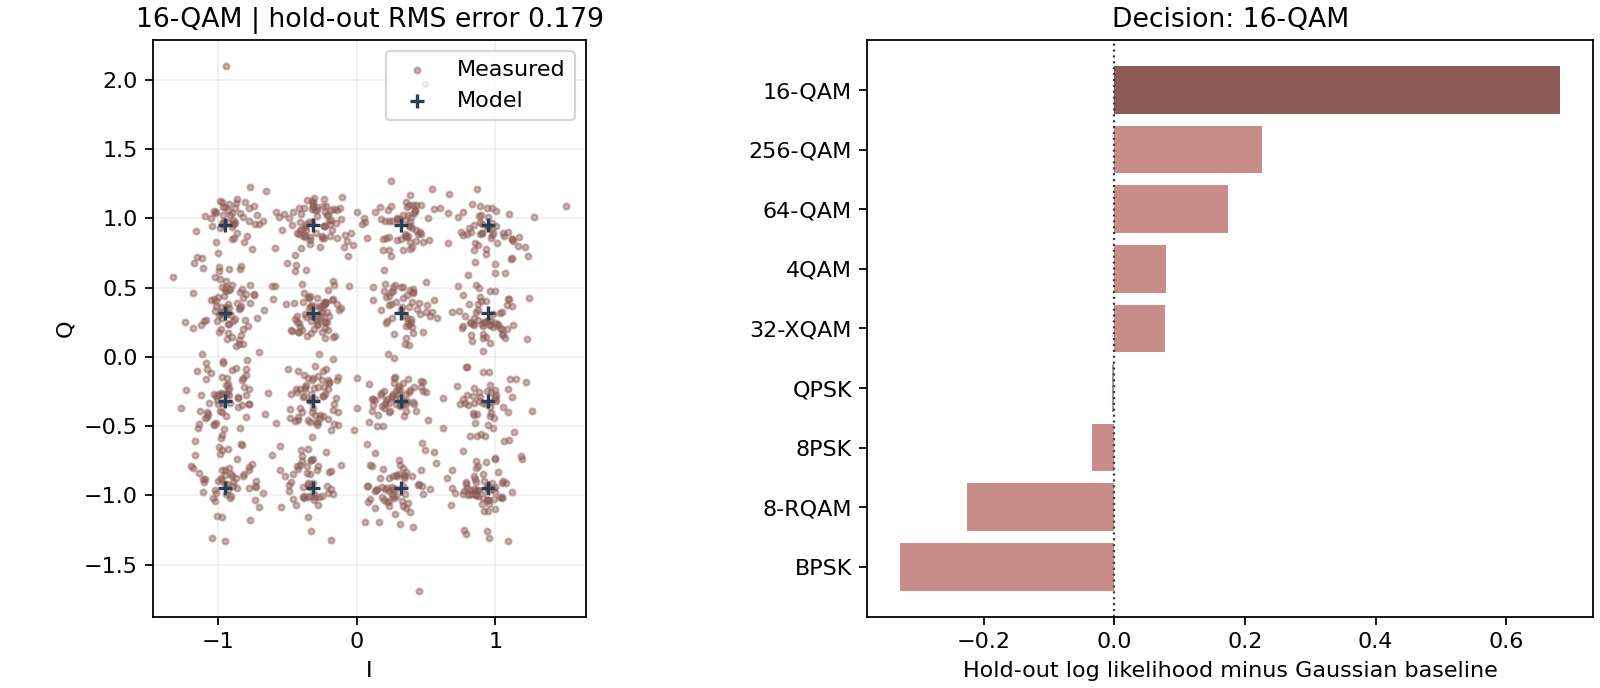 16-QAM | hold-out RMS error 0.179
Measured
Model
2.0
1.5
1.0
0.5
0.0
−0.5
−1.0
−1.5
Q
−1
0
1
I
Decision: 16-QAM
16-QAM
256-QAM
64-QAM
4QAM
32-XQAM
QPSK
8PSK
8-RQAM
BPSK
−0.2
0.0
0.2
0.4
0.6
Hold-out log likelihood minus Gaussian baseline